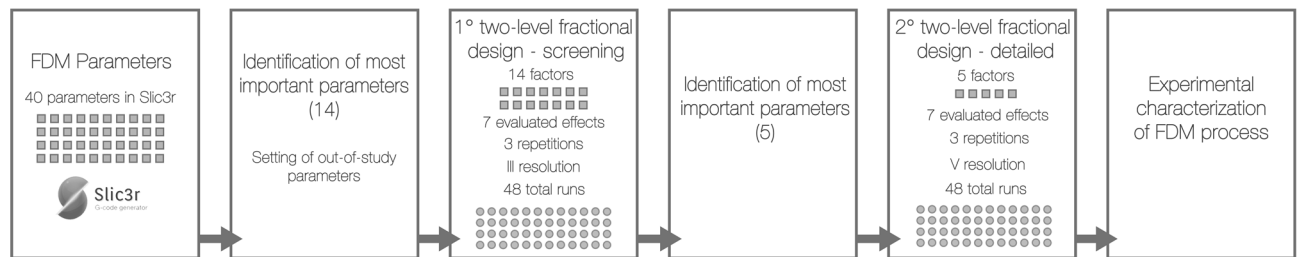 FDM Parameters
40 parameters in Slic3r
Slic3r
G-code generator
Identification of most
important parameters
(14)
Setting of out-of-study
parameters
1° two-level fractional
design - screening
14 factors
7 evaluated effects
3 repetitions
III resolution
48 total runs
Identification of most
important parameters
(5)
2° two-level fractional
design - detailed
5 factors
7 evaluated effects
3 repetitions
V resolution
48 total runs
Experimental
characterization
of FDM process